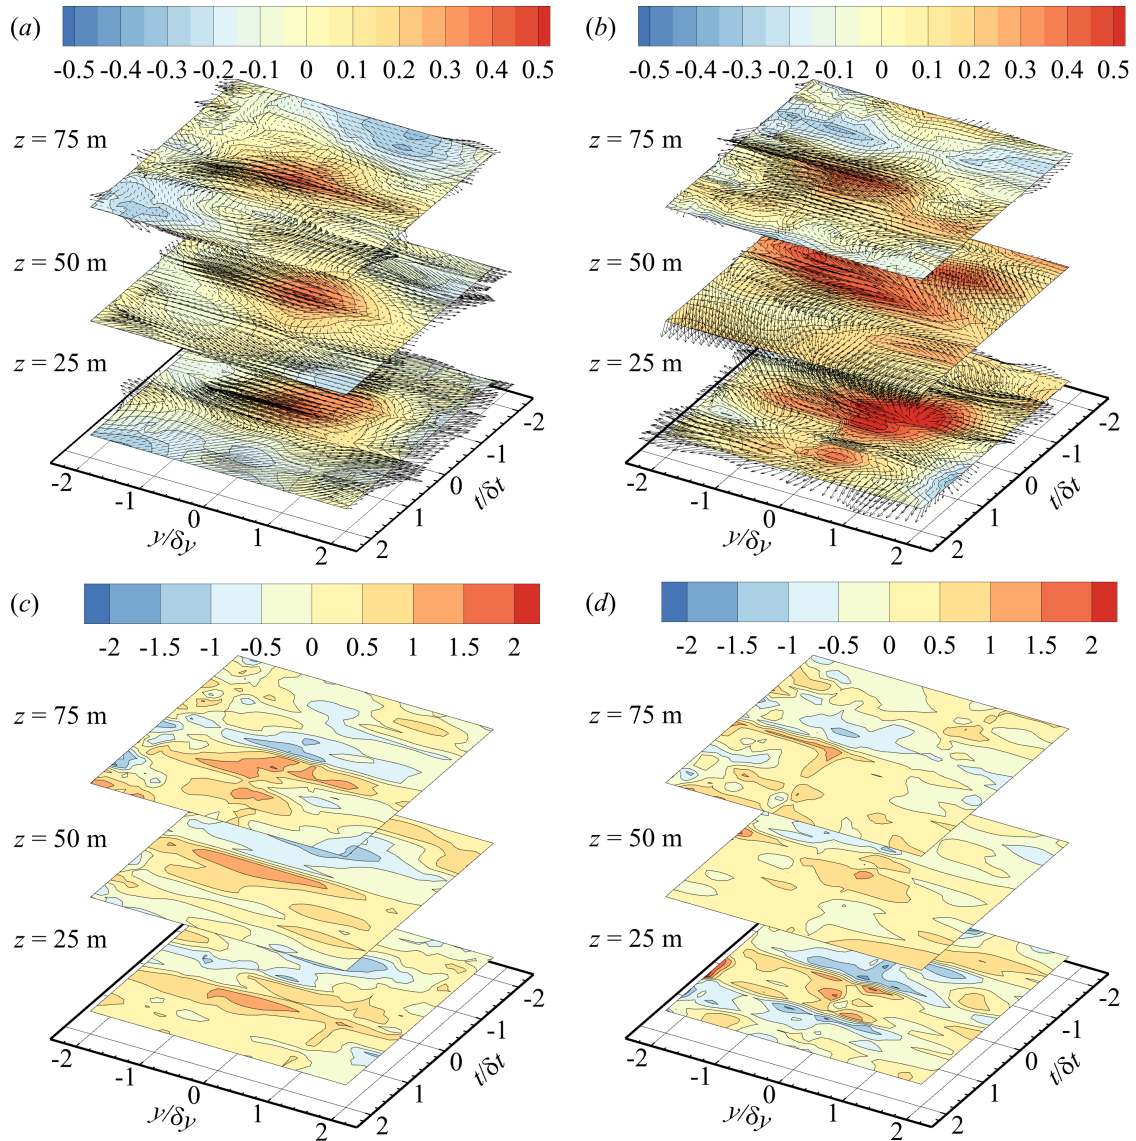 (a)
-0.5 -0.4 -0.3 -0.2 -0.1 0 0.1 0.2 0.3 0.4 0.5
z = 75 m
z = 50 m
z = 25 m
-2 -1 0 1 2
y/δy
-2 -1 0 1
t/δt
(b)
-0.5 -0.4 -0.3 -0.2 -0.1 0 0.1 0.2 0.3 0.4 0.5
z = 75 m
z = 50 m
z = 25 m
-2 -1 0 1 2
y/δy
-2 -1 0 1 2
t/δt
(c)
-2 -1.5 -1 -0.5 0 0.5 1 1.5 2
z = 75 m
z = 50 m
z = 25 m
-2 -1 0 1 2
y/δy
-2 -1 0 1 2
t/δt
(d)
-2 -1.5 -1 -0.5 0 0.5 1 1.5 2
z = 75 m
z = 50 m
z = 25 m
-2 -1 0 1 2
y/δy
-2 -1 0 1 2
t/δt